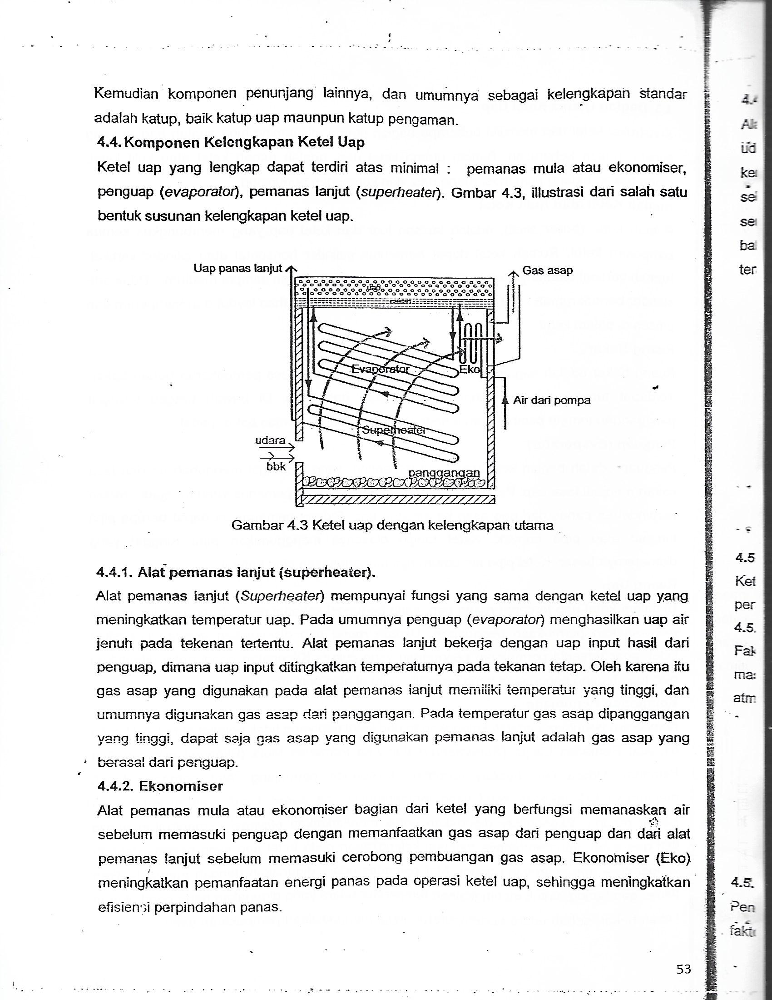 Kemudian komponen penunjang lainnya, dan umumnya sebagai kelengkapan standar
adalah katup, baik katup uap maunpun katup pengaman.
4.4. Komponen Kelengkapan Ketel Uap
Ketel uap yang lengkap dapat terdiri atas minimal : pemanas mula atau ekonomiser,
penguap (evaporator), pemanas lanjut (superheater). Gmbar 4.3, illustrasi dari salah satu
bentuk susunan kelengkapan ketel uap.
Uap panas lanjut
Gas asap
uap
cairan
Evaporator
Eko
Air dari pompa
Superheater
udara
bbk
panggangan
Gambar 4.3 Ketel uap dengan kelengkapan utama
4.4.1. Alat pemanas lanjut (superheater).
Alat pemanas lanjut (Superheater) mempunyai fungsi yang sama dengan ketel uap yang
meningkatkan temperatur uap. Pada umumnya penguap (evaporator) menghasilkan uap air
jenuh pada tekenan tertentu. Alat pemanas lanjut bekerja dengan uap input hasil dari
penguap, dimana uap input ditingkatkan temperaturnya pada tekanan tetap. Oleh karena itu
gas asap yang digunakan pada alat pemanas lanjut memiliki temperatur yang tinggi, dan
umumnya digunakan gas asap dari panggangan. Pada temperatur gas asap dipanggangan
yang tinggi, dapat saja gas asap yang digunakan pemanas lanjut adalah gas asap yang
berasal dari penguap.
4.4.2. Ekonomiser
Alat pemanas mula atau ekonomiser bagian dari ketel yang berfungsi memanaskan air
sebelum memasuki penguap dengan memanfaatkan gas asap dari penguap dan dari alat
pemanas lanjut sebelum memasuki cerobong pembuangan gas asap. Ekonomiser (Eko)
meningkatkan pemanfaatan energi panas pada operasi ketel uap, sehingga meningkatkan
efisiensi perpindahan panas.
53